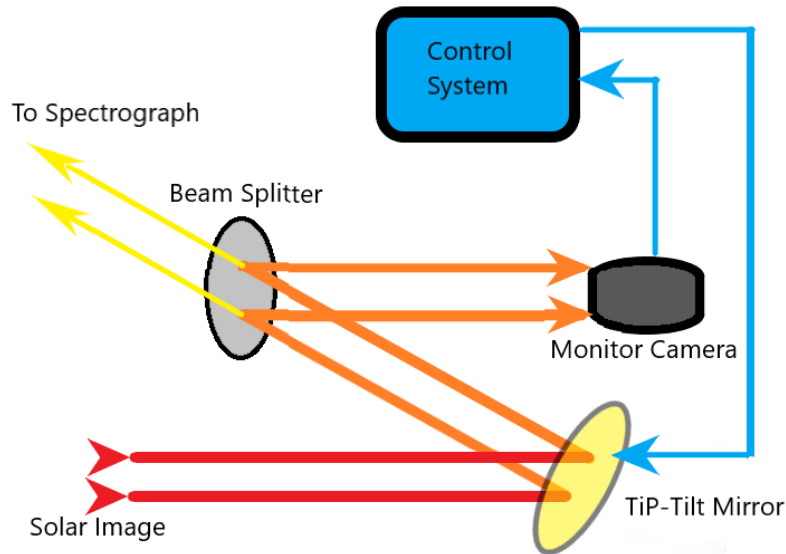 Control
System
To Spectrograph
Beam Splitter
Monitor Camera
TiP-Tilt Mirror
Solar Image